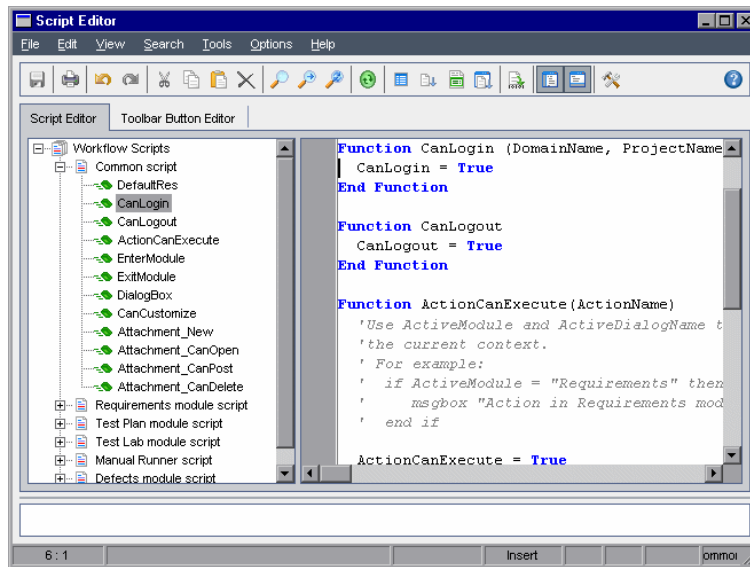 Script Editor
File Edit View Search Tools Options Help
Script Editor Toolbar Button Editor
Workflow Scripts
Common script
DefaultRes
CanLogin
CanLogout
ActionCanExecute
EnterModule
ExitModule
DialogBox
CanCustomize
Attachment_New
Attachment_CanOpen
Attachment_CanPost
Attachment_CanDelete
Requirements module script
Test Plan module script
Test Lab module script
Manual Runner script
Defects module script
Function CanLogin (DomainName, ProjectName
CanLogin = True
End Function
Function CanLogout
CanLogout = True
End Function
Function ActionCanExecute(ActionName)
'Use ActiveModule and ActiveDialogName t
'the current context.
' For example:
' if ActiveModule = "Requirements" then
' msgbox "Action in Requirements mod
' end if
ActionCanExecute = True
6 : 1 Insert ommo